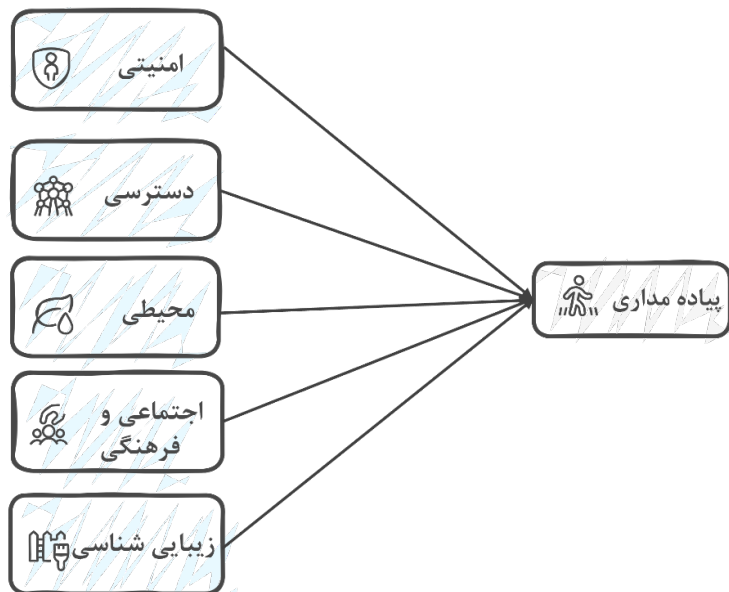 امنیتی
دسترسی
محیطی
اجتماعی و
فرهنگی
زیبایی شناسی
پیاده مداری